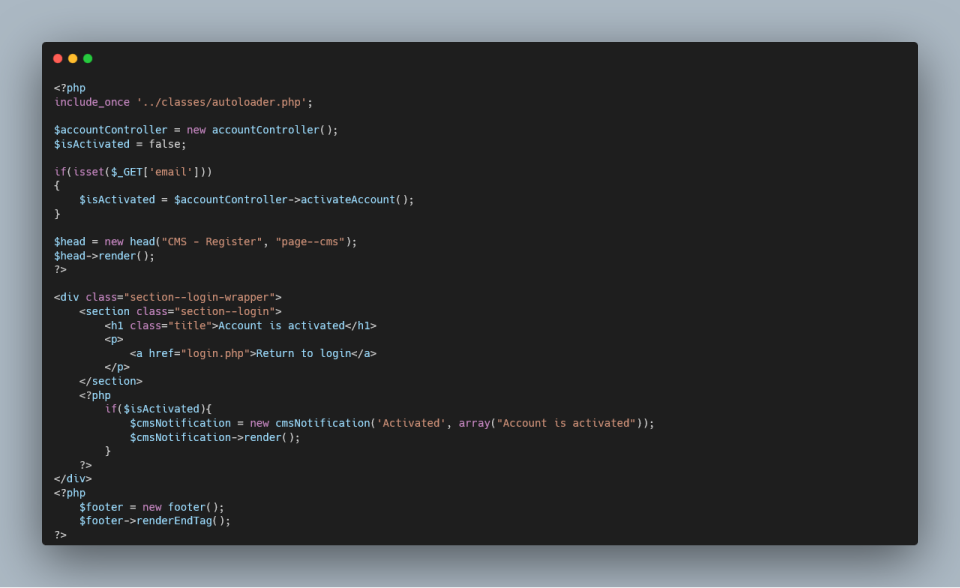 <?php
include_once '../classes/autoloader.php';

$accountController = new accountController();
$isActivated = false;

if(isset($_GET['email']))
{
    $isActivated = $accountController->activateAccount();
}

$head = new head("CMS - Register", "page--cms");
$head->render();
?>

<div class="section--login-wrapper">
    <section class="section--login">
        <h1 class="title">Account is activated</h1>
        <p>
            <a href="login.php">Return to login</a>
        </p>
    </section>
    <?php
        if($isActivated){
            $cmsNotification = new cmsNotification('Activated', array("Account is activated"));
            $cmsNotification->render();
        }
    ?>
</div>
<?php
    $footer = new footer();
    $footer->renderEndTag();
?>